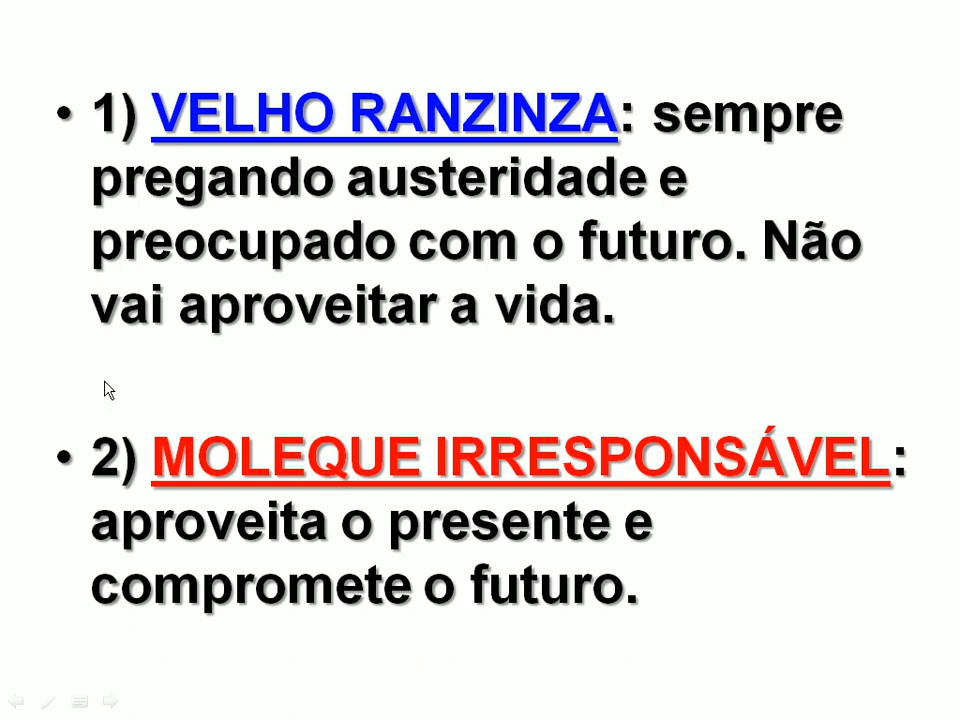 • 1) VELHO RANZINZA: sempre
pregando austeridade e
preocupado com o futuro. Não
vai aproveitar a vida.
• 2) MOLEQUE IRRESPONSÁVEL:
aproveita o presente e
compromete o futuro.